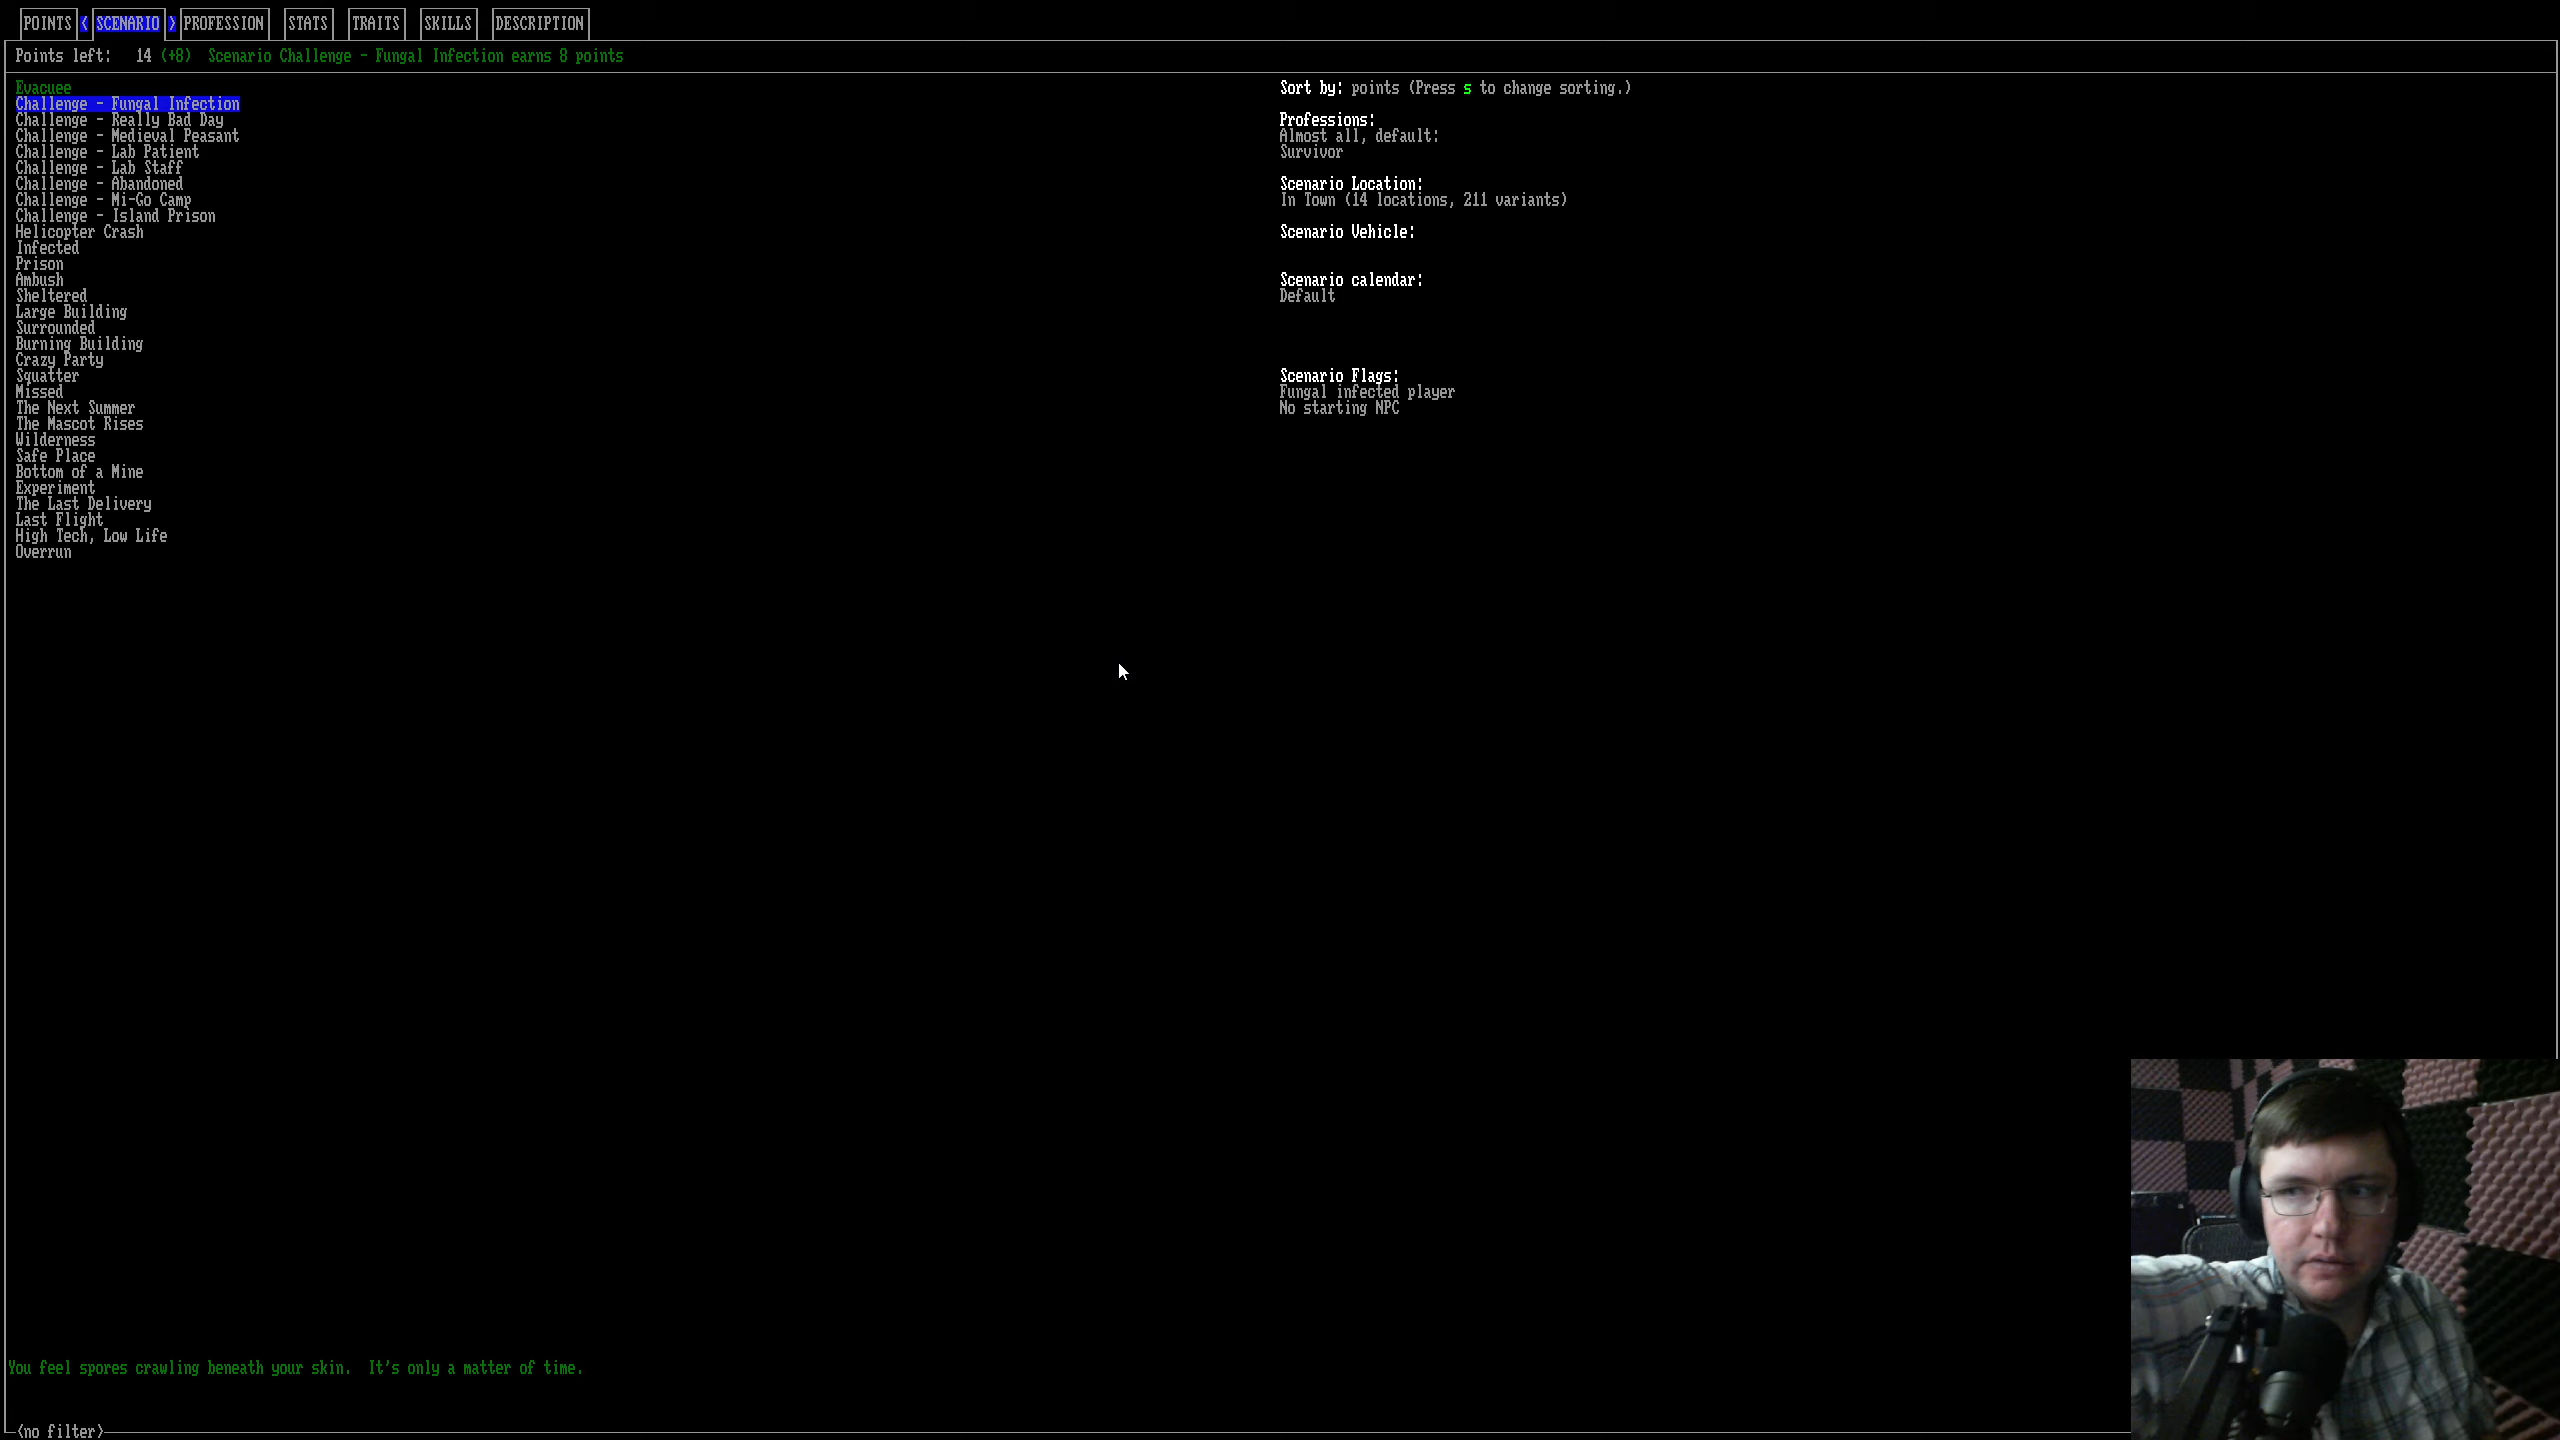 POINTS < SCENARIO > PROFESSION STATS TRAITS SKILLS DESCRIPTION
Points left: 14 (+8) Scenario Challenge - Fungal Infection earns 8 points
Evacuee
Challenge - Fungal Infection
Challenge - Really Bad Day
Challenge - Medieval Peasant
Challenge - Lab Patient
Challenge - Lab Staff
Challenge - Abandoned
Challenge - Mi-Go Camp
Challenge - Island Prison
Helicopter Crash
Infected
Prison
Ambush
Sheltered
Large Building
Surrounded
Burning Building
Crazy Party
Squatter
Missed
The Next Summer
The Mascot Rises
Wilderness
Safe Place
Bottom of a Mine
Experiment
The Last Delivery
Last Flight
High Tech, Low Life
Overrun
Sort by: points (Press s to change sorting.)
Professions:
Almost all, default:
Survivor
Scenario Location:
In Town (14 locations, 211 variants)
Scenario Vehicle:
Scenario calendar:
Default
Scenario Flags:
Fungal infected player
No starting NPC
You feel spores crawling beneath your skin. It's only a matter of time.
<no filter>